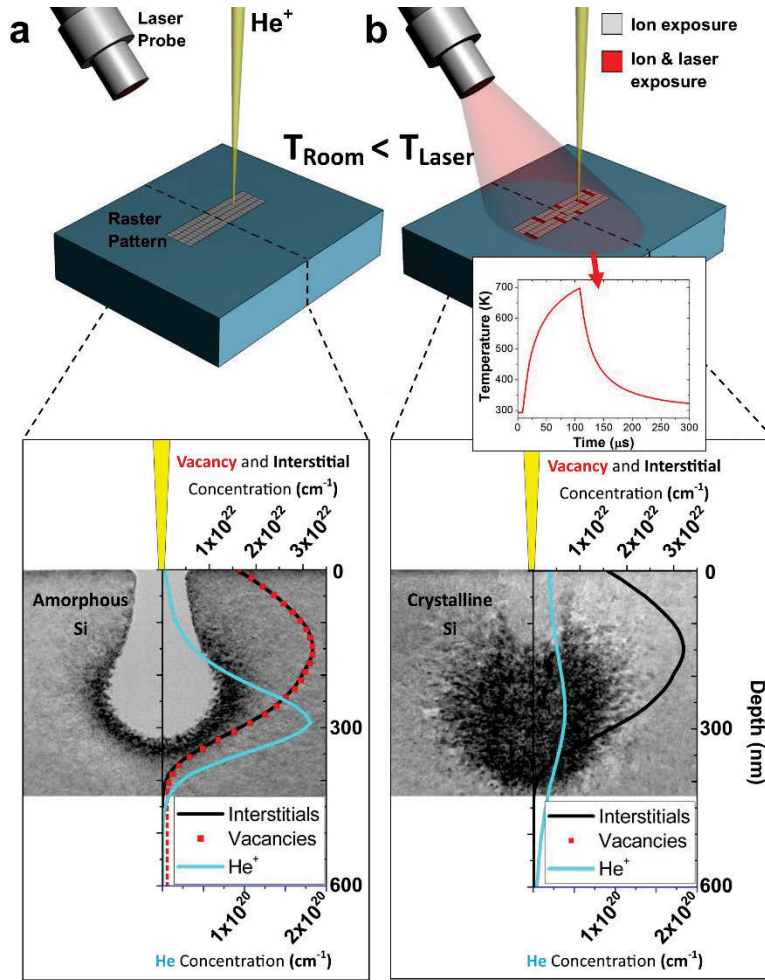 a
Laser
Probe
He⁺
b
Ion exposure
Ion & laser
exposure
T_Room < T_Laser
Raster
Pattern
Temperature (K)
700
600
500
400
300
0 50 100 150 200 250 300
Time (μs)
Vacancy and Interstitial
Concentration (cm⁻¹)
1x10²²
2x10²²
3x10²²
0
Amorphous
Si
300
Interstitials
Vacancies
He⁺
600
1x10²⁰
2x10²⁰
He Concentration (cm⁻¹)
Vacancy and Interstitial
Concentration (cm⁻¹)
1x10²²
2x10²²
3x10²²
0
Crystalline
Si
Depth (nm)
300
Interstitials
Vacancies
He⁺
600
1x10²⁰
2x10²⁰
He Concentration (cm⁻¹)